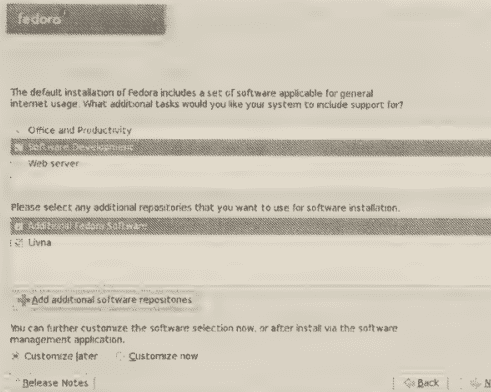 fedora
The default installation of Fedora includes a set of software applicable for general
internet usage. What additional tasks would you like your system to include support for?
Office and Productivity
Software Development
Web server
Please select any additional repositories that you want to use for software installation.
Additional Fedora Software
Livna
Add additional software repositories
You can further customize the software selection now, or after install via the software
management application.
Customize later Customize now
Release Notes Back N